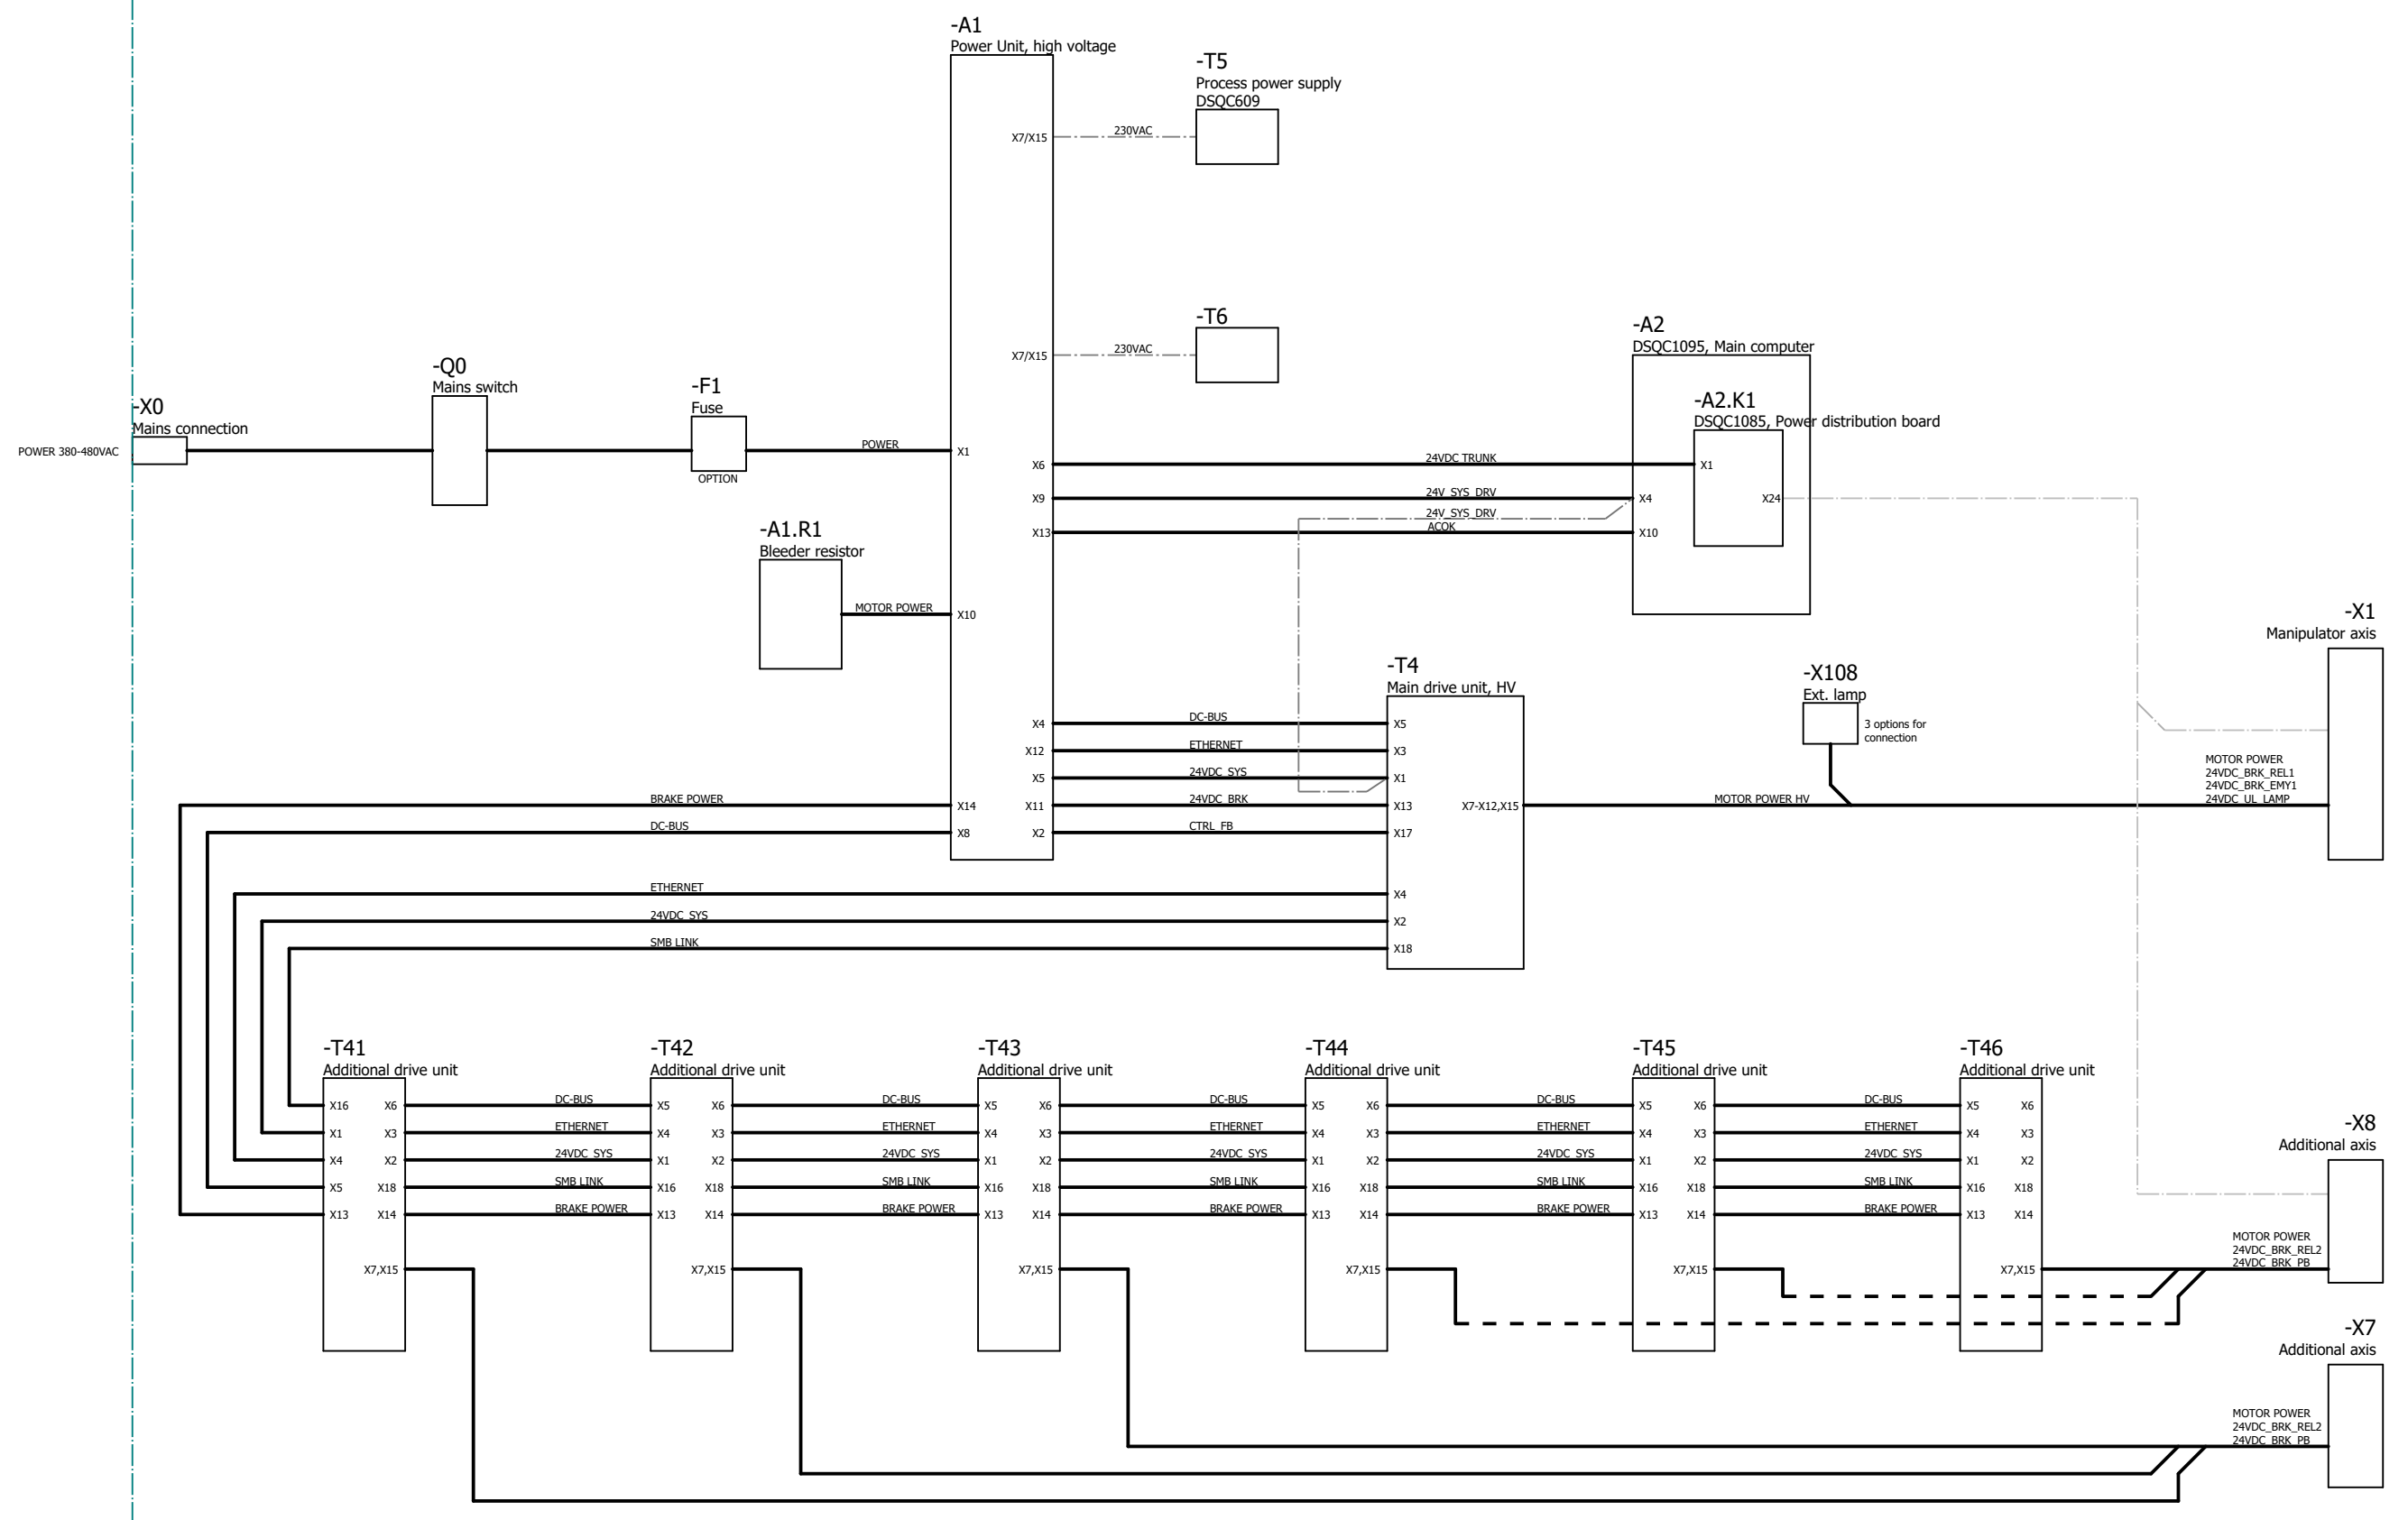 -A1
Power Unit, high voltage
-T5
Process power supply
DSQC609
X7/X15
230VAC
-T6
X7/X15
230VAC
-A2
DSQC1095, Main computer
-A2.K1
DSQC1085, Power distribution board
-Q0
Mains switch
-F1
Fuse
OPTION
-X0
Mains connection
POWER 380-480VAC
POWER
X1
X6
24VDC TRUNK
X1
X9
24V_SYS_DRV
X4
X24
24V_SYS_DRV
X13
ACOK
X10
-A1.R1
Bleeder resistor
MOTOR POWER
X10
-X1
Manipulator axis
-T4
Main drive unit, HV
-X108
Ext. lamp
3 options for
connection
X4
DC-BUS
X5
X12
ETHERNET
X3
X5
24VDC_SYS
X1
BRAKE POWER
X14
X11
24VDC_BRK
X13
X7-X12,X15
MOTOR POWER HV
MOTOR POWER
24VDC_BRK_REL1
24VDC_BRK_EMY1
24VDC_UL_LAMP
DC-BUS
X8
X2
CTRL_FB
X17
ETHERNET
X4
24VDC_SYS
X2
SMB LINK
X18
-T41
Additional drive unit
-T42
Additional drive unit
-T43
Additional drive unit
-T44
Additional drive unit
-T45
Additional drive unit
-T46
Additional drive unit
X16
X6
DC-BUS
X5
X6
DC-BUS
X5
X6
DC-BUS
X5
X6
DC-BUS
X5
X6
DC-BUS
X5
X6
X1
X3
ETHERNET
X4
X3
ETHERNET
X4
X3
ETHERNET
X4
X3
ETHERNET
X4
X3
ETHERNET
X4
X3
X4
X2
24VDC_SYS
X1
X2
24VDC_SYS
X1
X2
24VDC_SYS
X1
X2
24VDC_SYS
X1
X2
24VDC_SYS
X1
X2
X5
X18
SMB LINK
X16
X18
SMB LINK
X16
X18
SMB LINK
X16
X18
SMB LINK
X16
X18
SMB LINK
X16
X18
X13
X14
BRAKE POWER
X13
X14
BRAKE POWER
X13
X14
BRAKE POWER
X13
X14
BRAKE POWER
X13
X14
BRAKE POWER
X13
X14
X7,X15
X7,X15
X7,X15
X7,X15
X7,X15
X7,X15
-X8
Additional axis
MOTOR POWER
24VDC_BRK_REL2
24VDC_BRK_PB
-X7
Additional axis
MOTOR POWER
24VDC_BRK_REL2
24VDC_BRK_PB